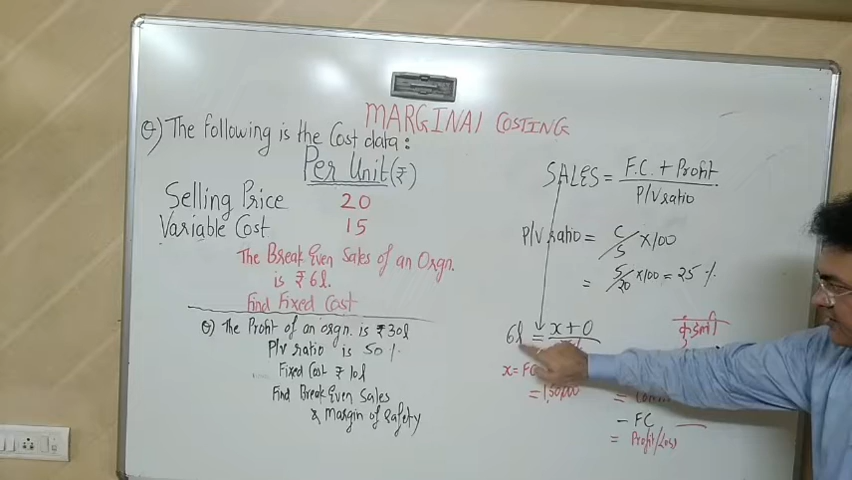 MARGINAl COSTING
Q) The following is the Cost data:
Per Unit(₹)
Selling Price 20
Variable Cost 15
The Break Even Sales of an Orgn.
is ₹6l.
Find Fixed Cost
Q) The Profit of an orgn. is ₹30l
P/V ratio is 50%.
Fixed Cost ₹10l
Find Break Even Sales
& Margin of Safety
SALES = F.C. + Profit
P/V ratio
P/V ratio = C/S x100
= 5/20 x100 = 25%
6l = x+0
x= FC
= 1,50,000
कुंडली
=
- FC
= Profit/Loss